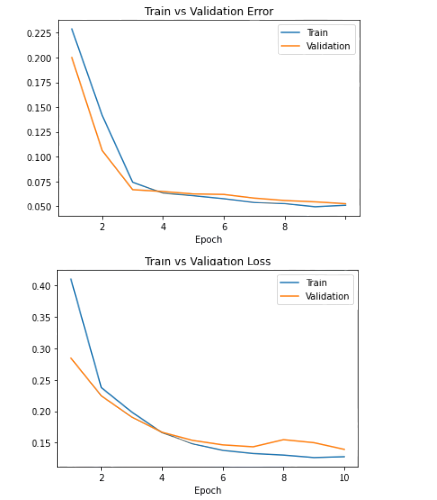 Train vs Validation Error
0.225
0.200
0.175
0.150
0.125
0.100
0.075
0.050
Train
Validation
2 4 6 8
Epoch
Train vs Validation Loss
0.40
0.35
0.30
0.25
0.20
0.15
Train
Validation
2 4 6 8 10
Epoch